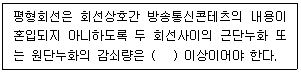 평형회선은 회선상호간 방송통신콘텐츠의 내용이
혼입되지 아니하도록 두 회선사이의 근단누화 또
는 원단누화의 감쇠량은 (  ) 이상이어야 한다.